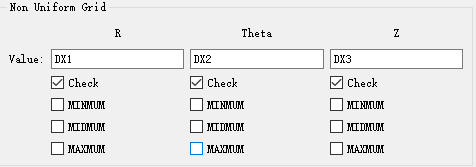 Non Uniform Grid
R Theta Z
Value: DX1 DX2 DX3
Check Check Check
MINMUM MINMUM MINMUM
MIDMUM MIDMUM MIDMUM
MAXMUM MAXMUM MAXMUM